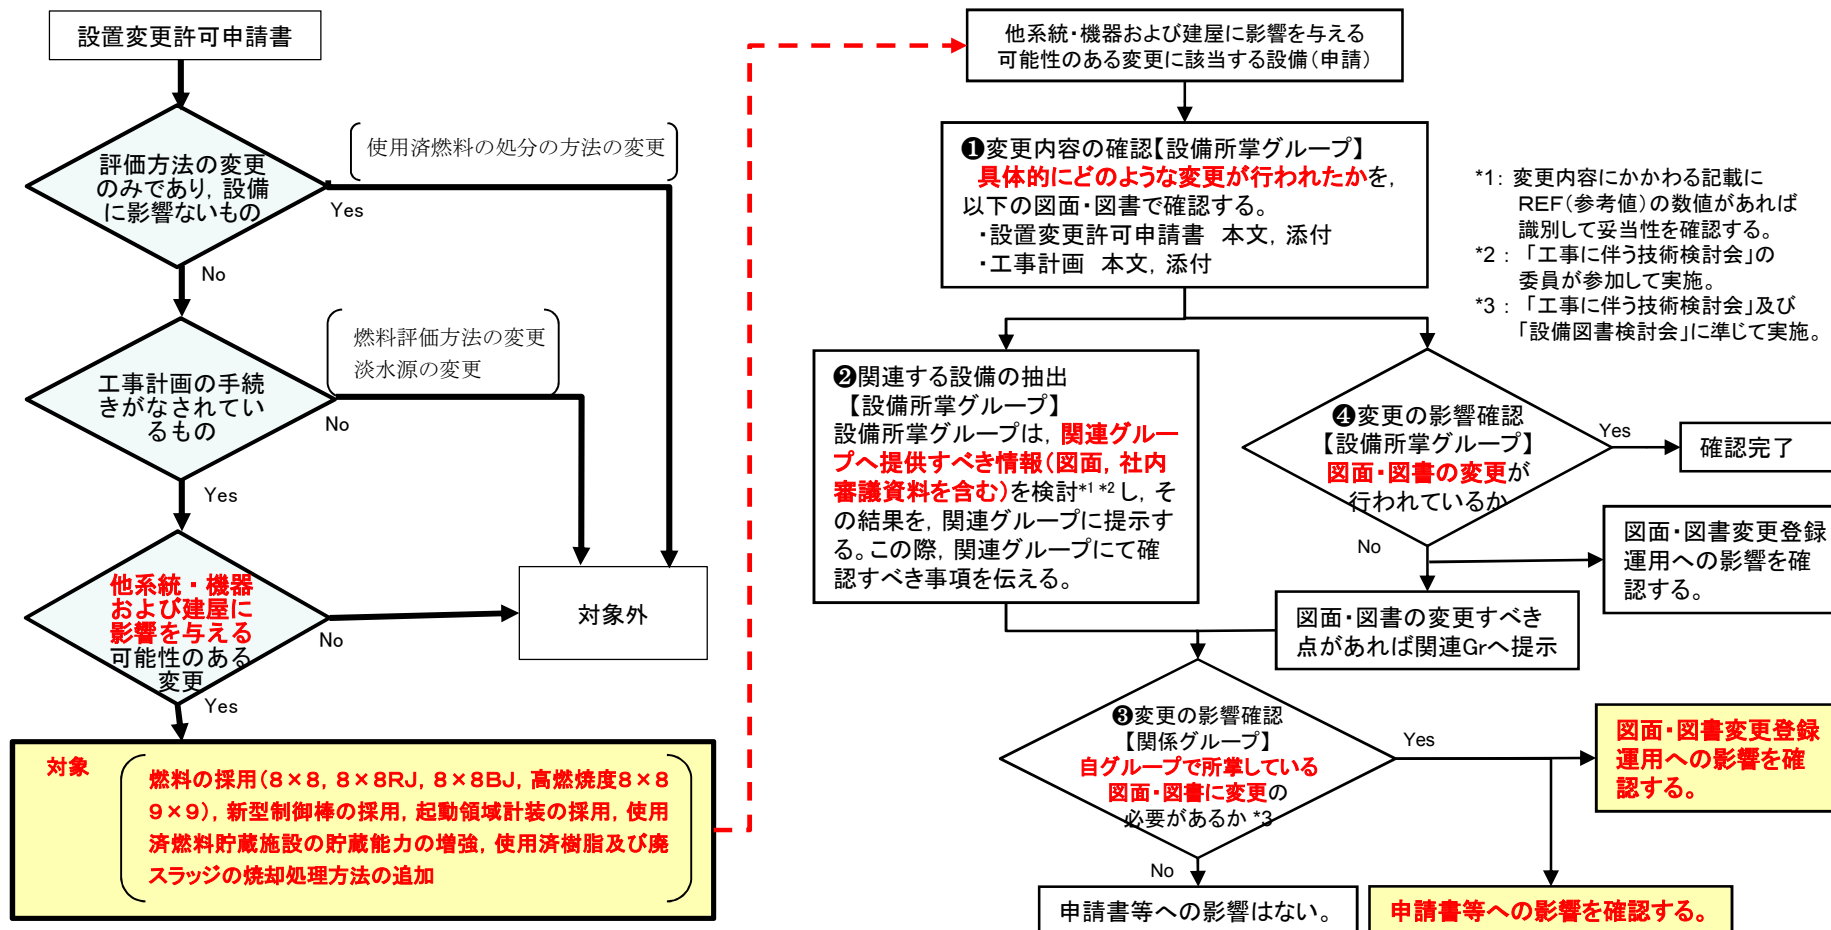 設置変更許可申請書
評価方法の変更
のみであり, 設備
に影響ないもの
使用済燃料の処分の方法の変更
Yes
No
工事計画の手続
きがなされてい
るもの
燃料評価方法の変更
淡水源の変更
No
Yes
他系統・機器
および建屋に
影響を与える
可能性のある
変更
No
Yes
対象外
対象
燃料の採用(8×8, 8×8RJ, 8×8BJ, 高燃焼度8×8
9×9), 新型制御棒の採用, 起動領域計装の採用, 使用
済燃料貯蔵施設の貯蔵能力の増強, 使用済樹脂及び廃
スラッジの焼却処理方法の追加
他系統・機器および建屋に影響を与える
可能性のある変更に該当する設備(申請)
❶変更内容の確認【設備所掌グループ】
具体的にどのような変更が行われたかを,
以下の図面・図書で確認する。
・設置変更許可申請書 本文, 添付
・工事計画 本文, 添付
*1: 変更内容にかかわる記載に
REF(参考値)の数値があれば
識別して妥当性を確認する。
*2: 「工事に伴う技術検討会」の
委員が参加して実施。
*3: 「工事に伴う技術検討会」及び
「設備図書検討会」に準じて実施。
❷関連する設備の抽出
【設備所掌グループ】
設備所掌グループは, 関連グルー
プへ提供すべき情報(図面, 社内
審議資料を含む)を検討*1 *2し, そ
の結果を, 関連グループに提示す
る。この際, 関連グループにて確
認すべき事項を伝える。
❹変更の影響確認
【設備所掌グループ】
図面・図書の変更が
行われているか
Yes
確認完了
No
図面・図書変更登録
運用への影響を確
認する。
図面・図書の変更すべき
点があれば関連Grへ提示
❸変更の影響確認
【関係グループ】
自グループで所掌している
図面・図書に変更の
必要があるか *3
Yes
図面・図書変更登録
運用への影響を確
認する。
No
申請書等への影響はない。
申請書等への影響を確認する。